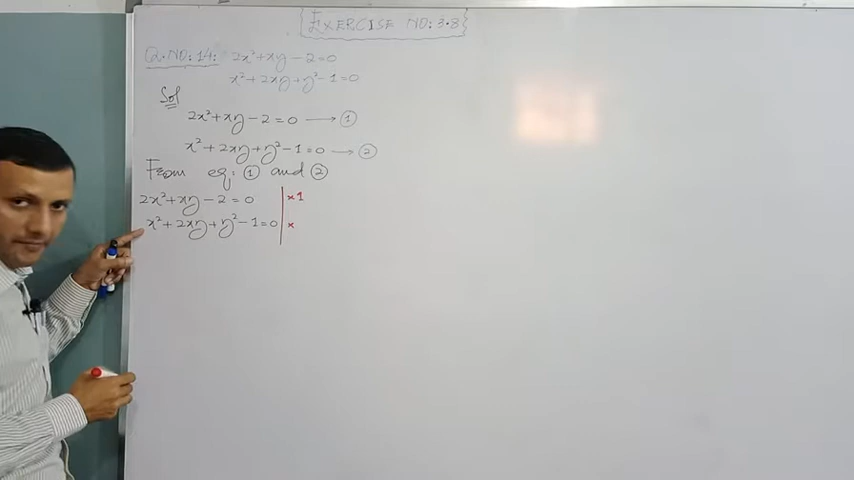 EXERCISE NO: 3.8
Q.NO: 14: 2x²+xy-2=0
x²+2xy+y²-1=0
Sol
2x²+xy-2=0 → ①
x²+2xy+y²-1=0 → ②
From eq: ① and ②
2x²+xy-2=0 | ×1
x²+2xy+y²-1=0 | ×